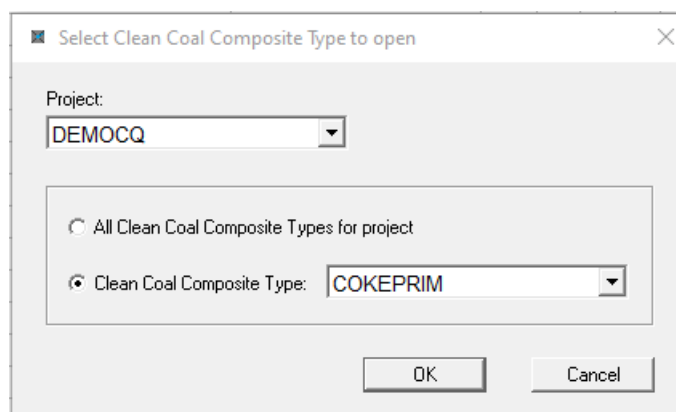 Select Clean Coal Composite Type to open
Project:
DEMOCQ
All Clean Coal Composite Types for project
Clean Coal Composite Type: COKEPRIM
OK Cancel